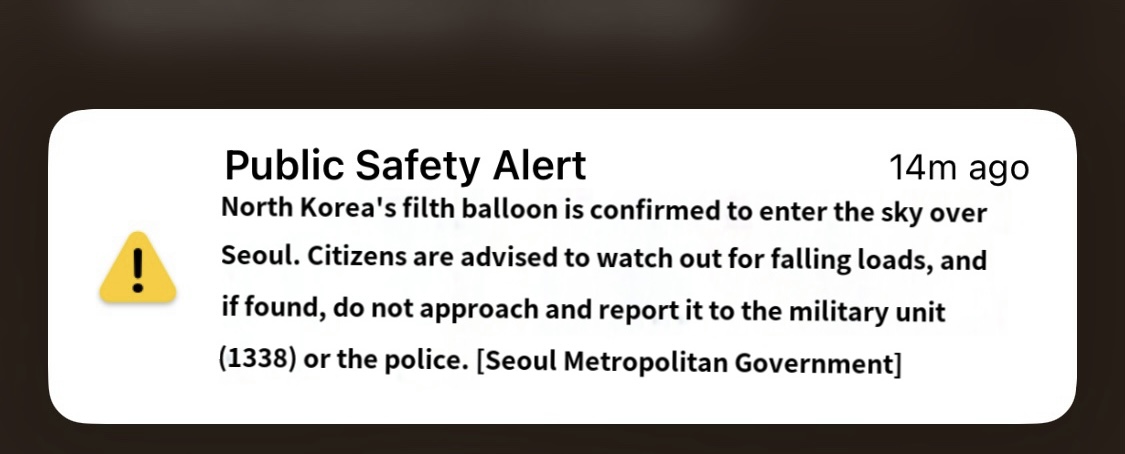 Public Safety Alert 14m ago
North Korea's filth balloon is confirmed to enter the sky over
Seoul. Citizens are advised to watch out for falling loads, and
if found, do not approach and report it to the military unit
(1338) or the police. [Seoul Metropolitan Government]